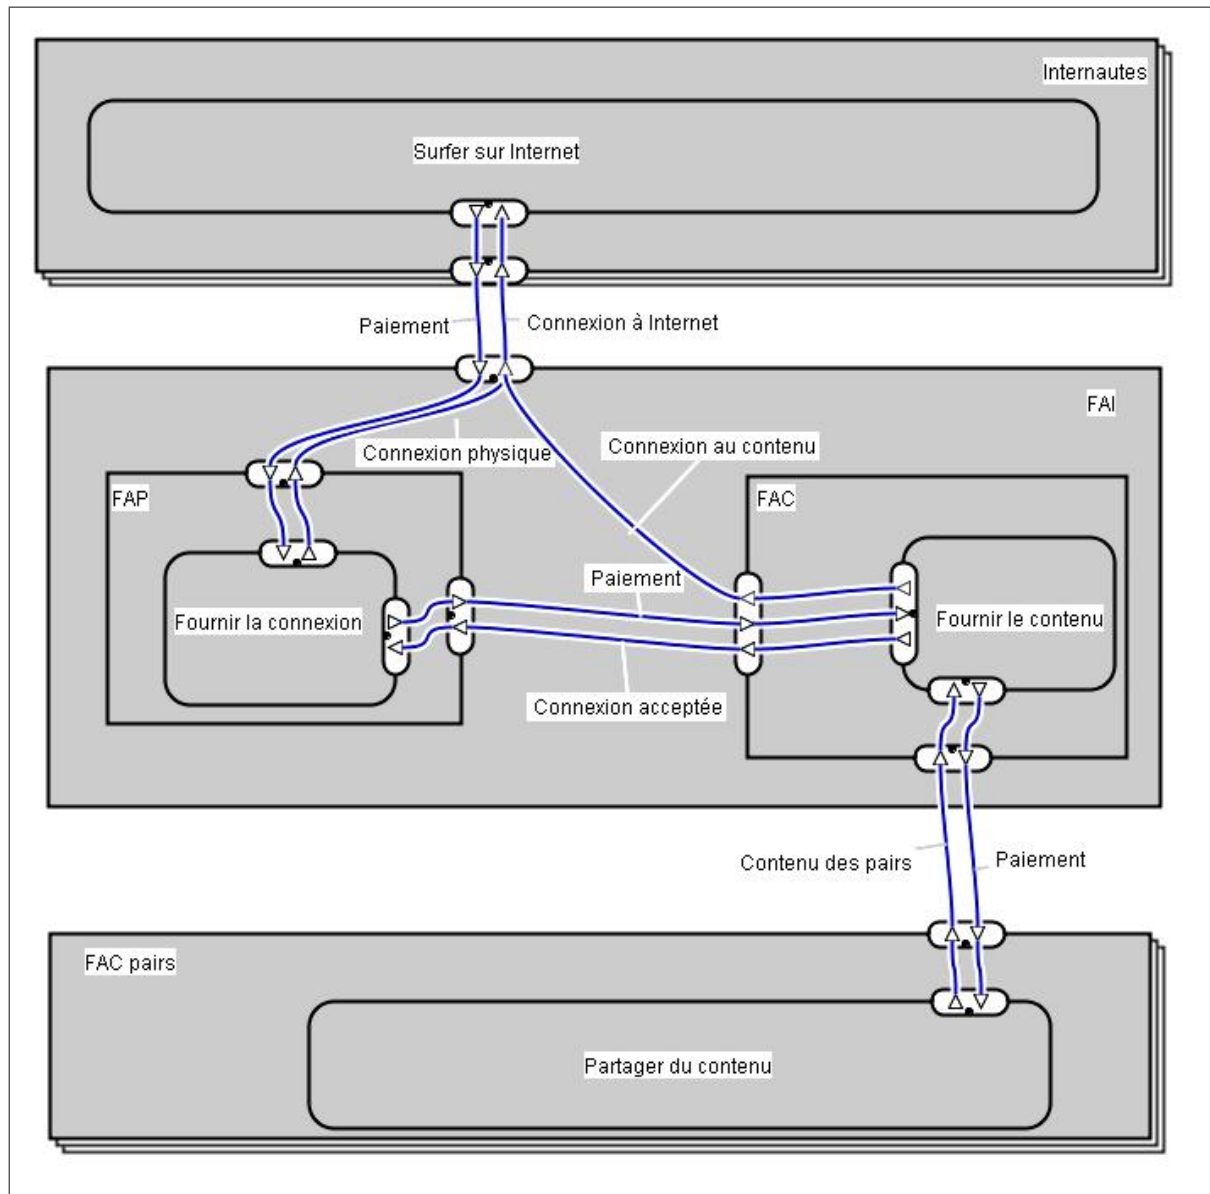 Internautes
Surfer sur Internet
Paiement
Connexion à Internet
FAI
Connexion physique
Connexion au contenu
FAP
FAC
Paiement
Fournir la connexion
Fournir le contenu
Connexion acceptée
Contenu des pairs
Paiement
FAC pairs
Partager du contenu